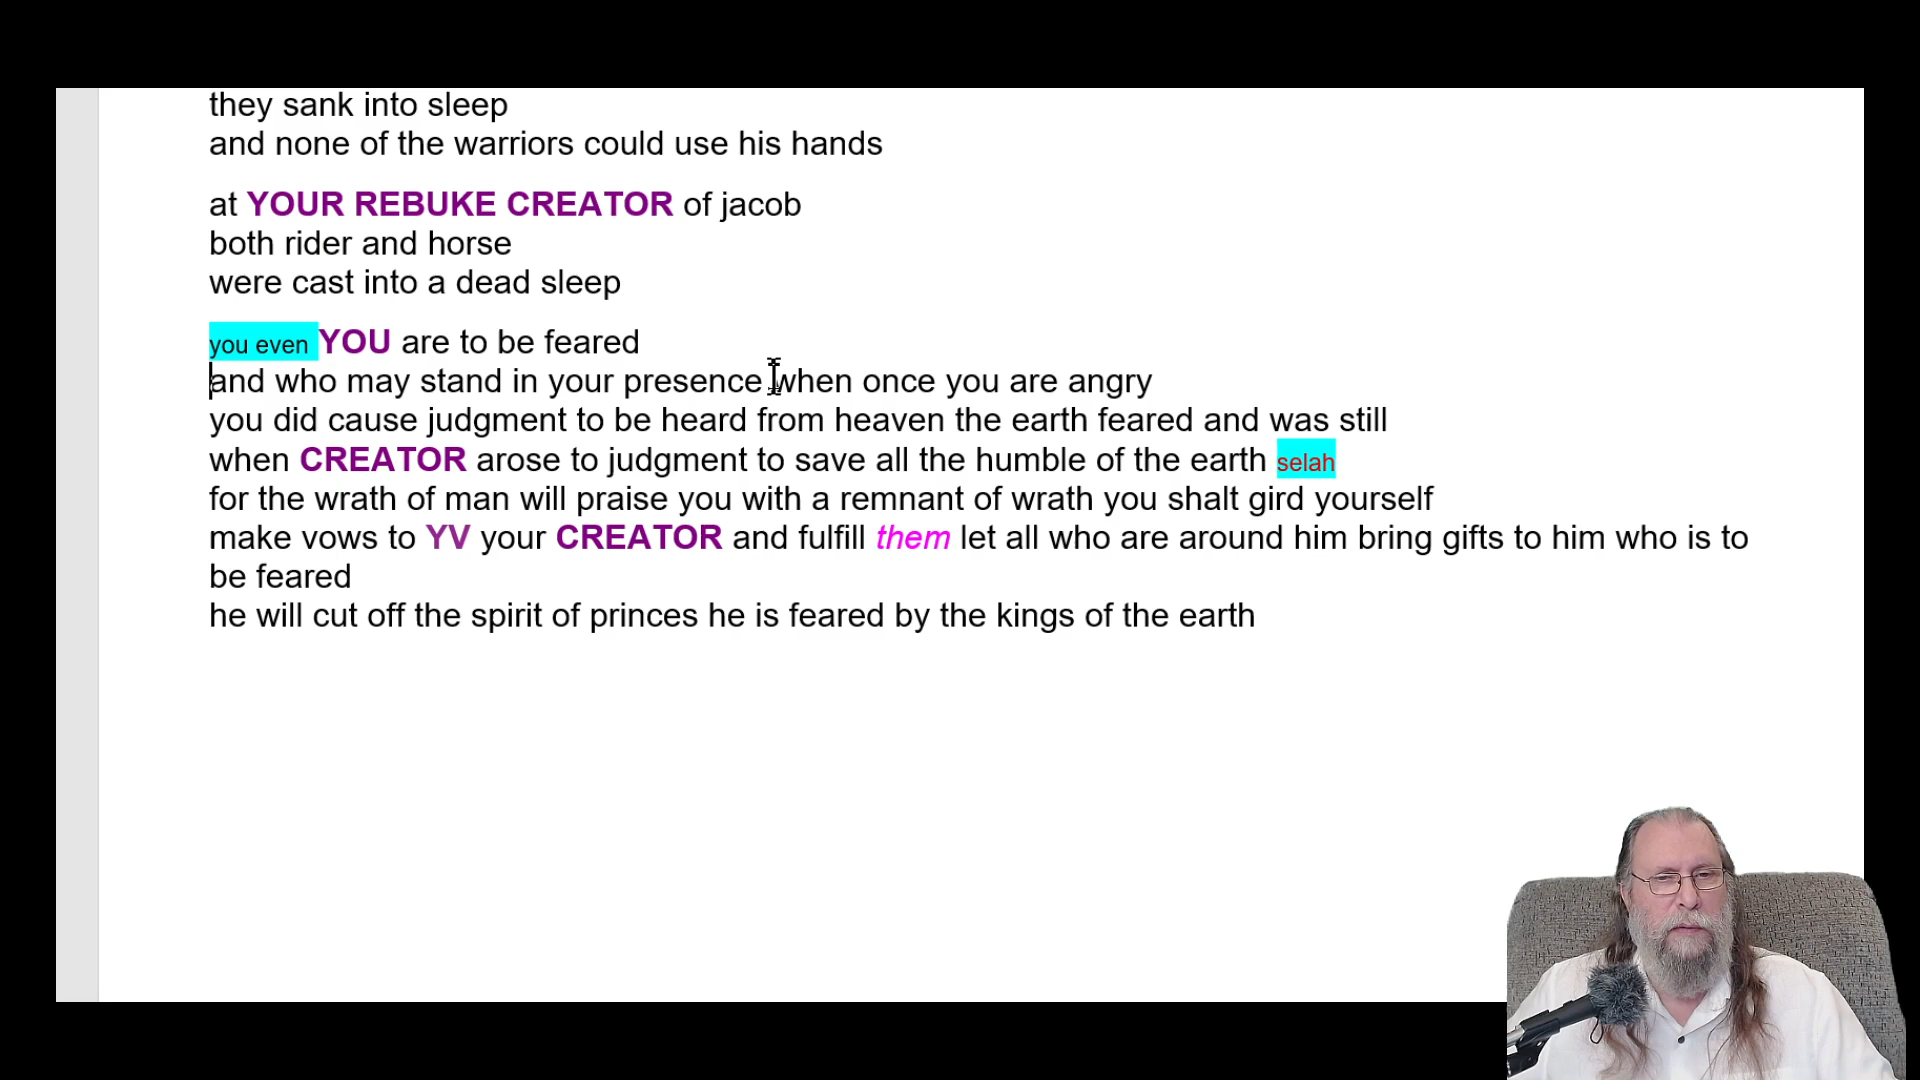 they sank into sleep
and none of the warriors could use his hands
at YOUR REBUKE CREATOR of jacob
both rider and horse
were cast into a dead sleep
you even YOU are to be feared
and who may stand in your presence when once you are angry
you did cause judgment to be heard from heaven the earth feared and was still
when CREATOR arose to judgment to save all the humble of the earth selah
for the wrath of man will praise you with a remnant of wrath you shalt gird yourself
make vows to YV your CREATOR and fulfill them let all who are around him bring gifts to him who is to
be feared
he will cut off the spirit of princes he is feared by the kings of the earth